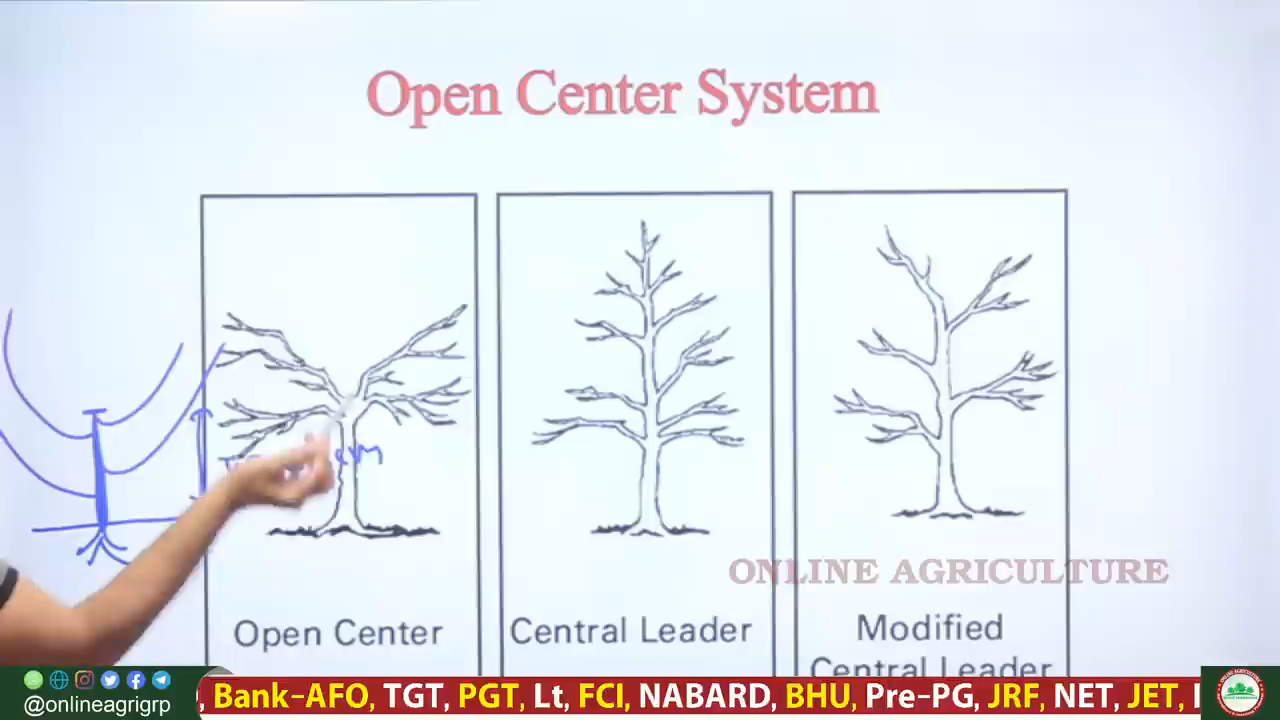 Open Center System
cm
ONLINE AGRICULTURE
Open Center
Central Leader
Modified
Central Leader
@onlineagrigrp
, Bank-AFO, TGT, PGT, Lt, FCI, NABARD, BHU, Pre-PG, JRF, NET, JET,